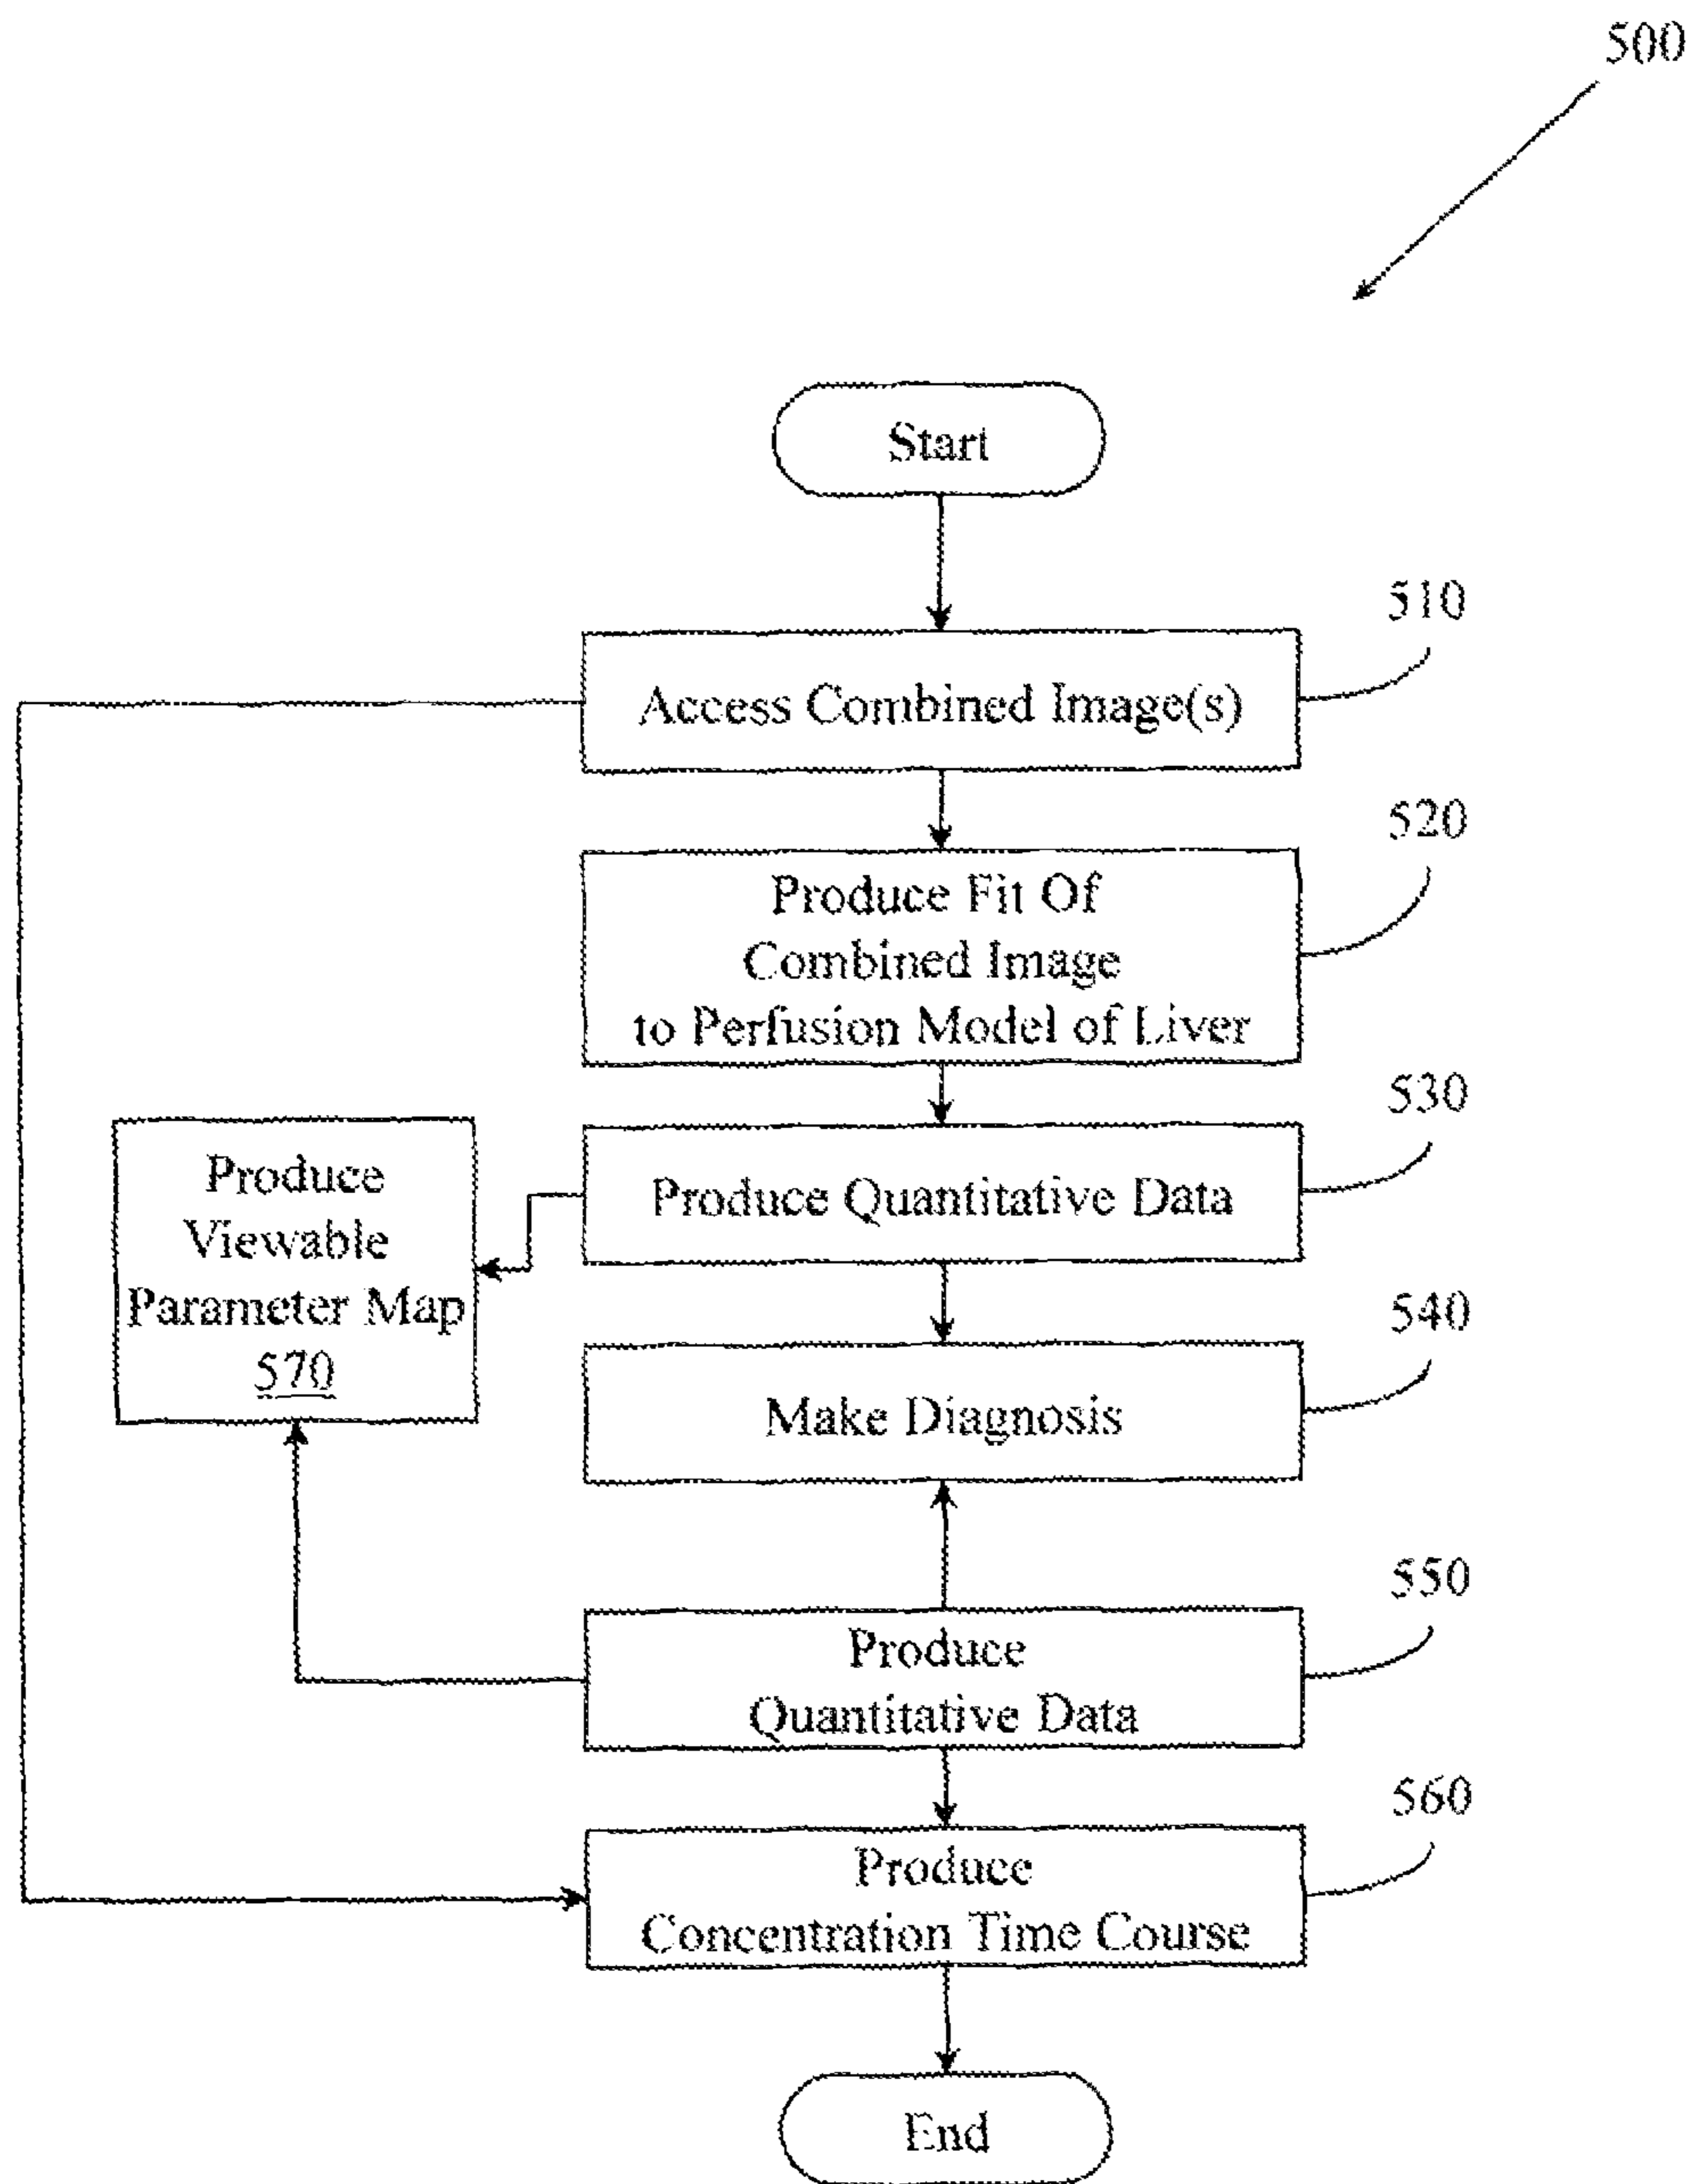 500
Start
510
Access Combined Image(s)
520
Produce Fit Of
Combined Image
to Perfusion Model of Liver
530
Produce Quantitative Data
Produce
Viewable
Parameter Map
570
540
Make Diagnosis
550
Produce
Quantitative Data
560
Produce
Concentration Time Course
End